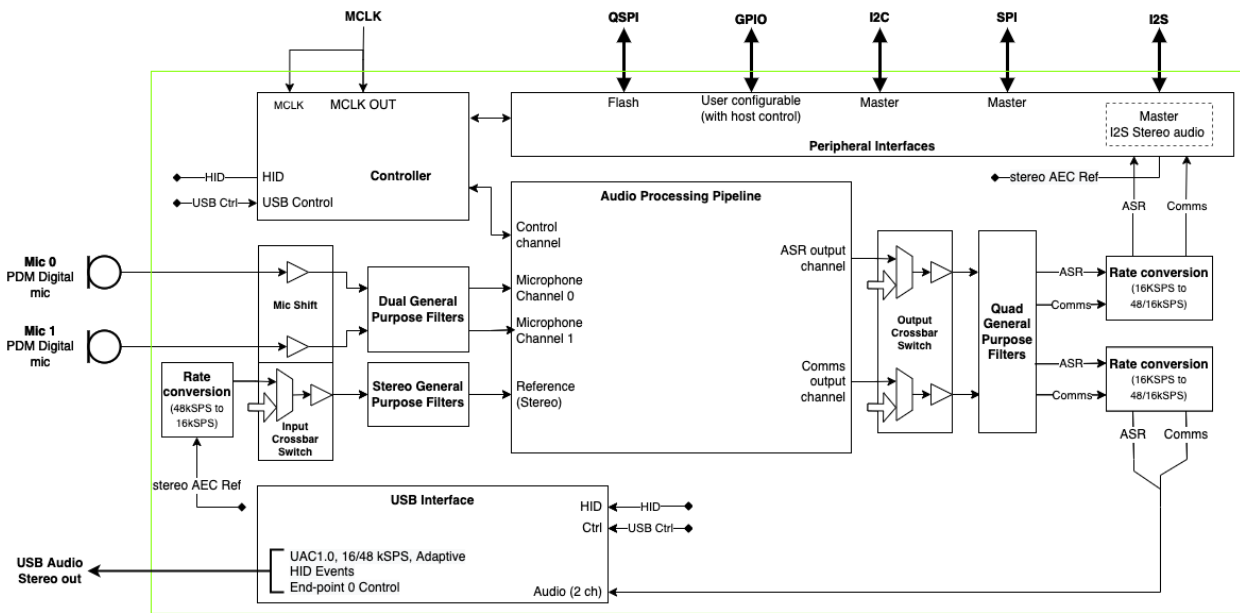 MCLK
QSPI
GPIO
I2C
SPI
I2S
MCLK
MCLK OUT
HID
Controller
USB Control
HID
USB Ctrl
Flash
User configurable
(with host control)
Master
Master
Master
I2S Stereo audio
Peripheral Interfaces
stereo AEC Ref
ASR
Comms
Audio Processing Pipeline
Control
channel
Microphone
Channel 0
Microphone
Channel 1
Reference
(Stereo)
ASR output
channel
Comms
output
channel
Mic 0
PDM Digital
mic
Mic 1
PDM Digital
mic
Mic Shift
Dual General
Purpose Filters
Rate
conversion
(48kSPS to
16kSPS)
Input
Crossbar
Switch
Stereo General
Purpose Filters
Output
Crossbar
Switch
Quad
General
Purpose
Filters
ASR
Comms
Rate conversion
(16KSPS to
48/16kSPS)
ASR
Comms
Rate conversion
(16KSPS to
48/16kSPS)
ASR
Comms
stereo AEC Ref
USB Interface
HID
HID
Ctrl
USB Ctrl
UAC1.0, 16/48 kSPS, Adaptive
HID Events
End-point 0 Control
Audio (2 ch)
USB Audio
Stereo out